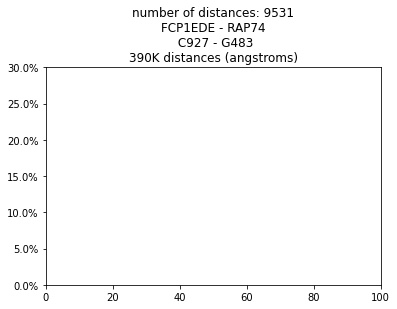 number of distances: 9531
FCP1EDE - RAP74
C927 - G483
390K distances (angstroms)
30.0%
25.0%
20.0%
15.0%
10.0%
5.0%
0.0%
0 20 40 60 80 100